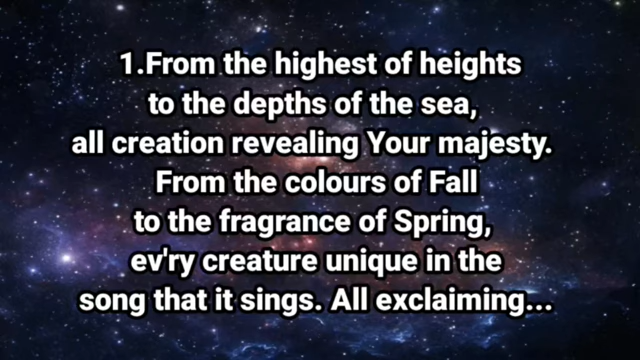 1.From the highest of heights
to the depths of the sea,
all creation revealing Your majesty.
From the colours of Fall
to the fragrance of Spring,
ev'ry creature unique in the
song that it sings. All exclaiming...